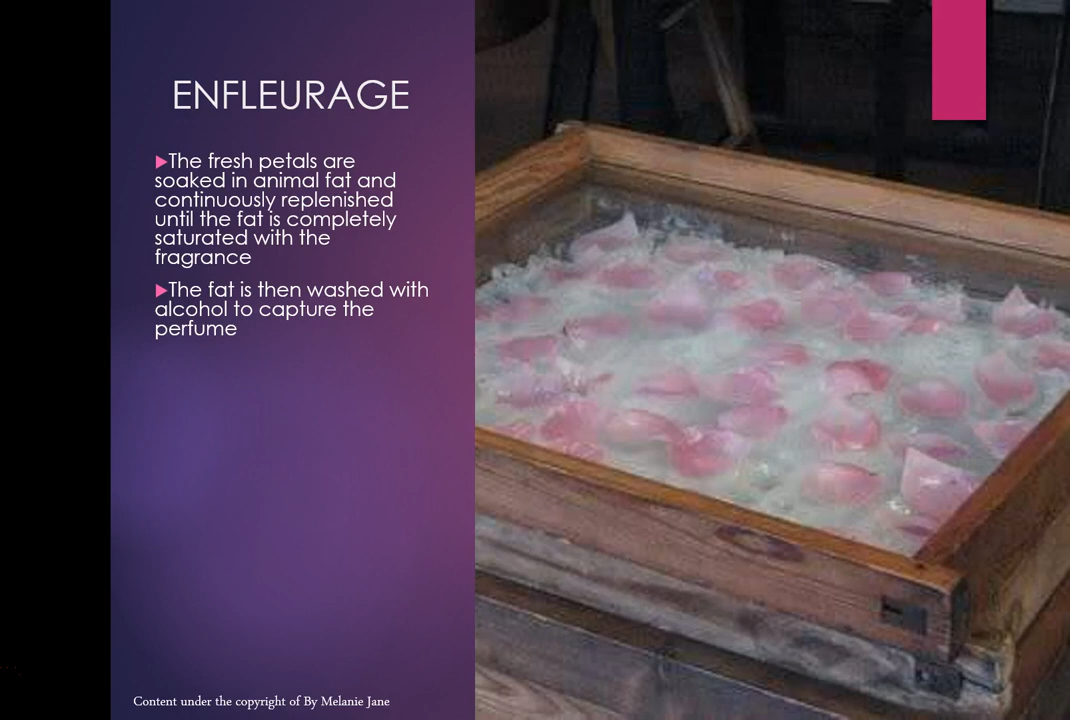 ENFLEURAGE
▶The fresh petals are
soaked in animal fat and
continuously replenished
until the fat is completely
saturated with the
fragrance
▶The fat is then washed with
alcohol to capture the
perfume
Content under the copyright of By Melanie Jane